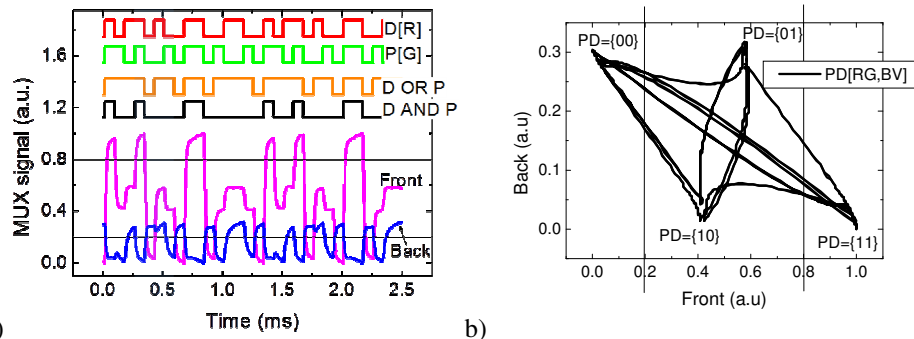 D[R]
P[G]
D OR P
D AND P
Front
Back
MUX signal (a.u.)
1.8
1.2
0.8
0.4
0.0
0.0 0.5 1.0 1.5 2.0 2.5
Time (ms)
)
b)
PD={00}
PD={01}
PD[RG,BV]
PD={10}
PD={11}
Back (a.u)
0.3
0.2
0.1
0.0
0.0 0.2 0.4 0.6 0.8 1.0
Front (a.u)